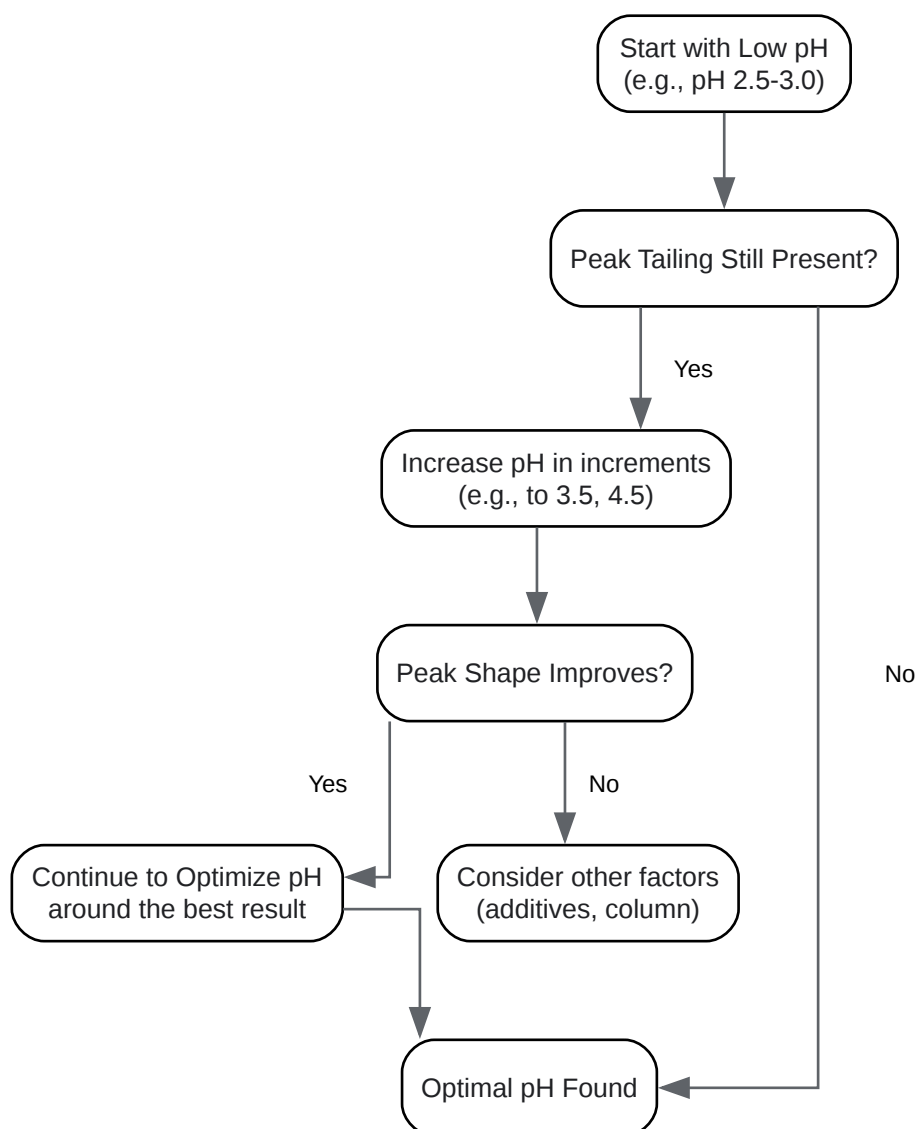 Start with Low pH
(e.g., pH 2.5-3.0)
Peak Tailing Still Present?
Yes
Increase pH in increments
(e.g., to 3.5, 4.5)
Peak Shape Improves?
No
Yes
No
Continue to Optimize pH
around the best result
Consider other factors
(additives, column)
Optimal pH Found